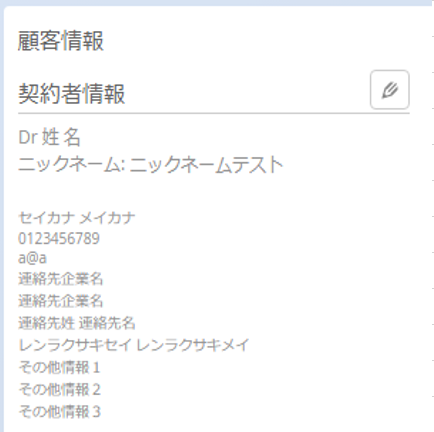 顧客情報
契約者情報
Dr 姓 名
ニックネーム: ニックネームテスト
セイカナ メイカナ
0123456789
a@a
連絡先企業名
連絡先企業名
連絡先姓 連絡先名
レンラクサキセイ レンラクサキメイ
その他情報 1
その他情報 2
その他情報 3